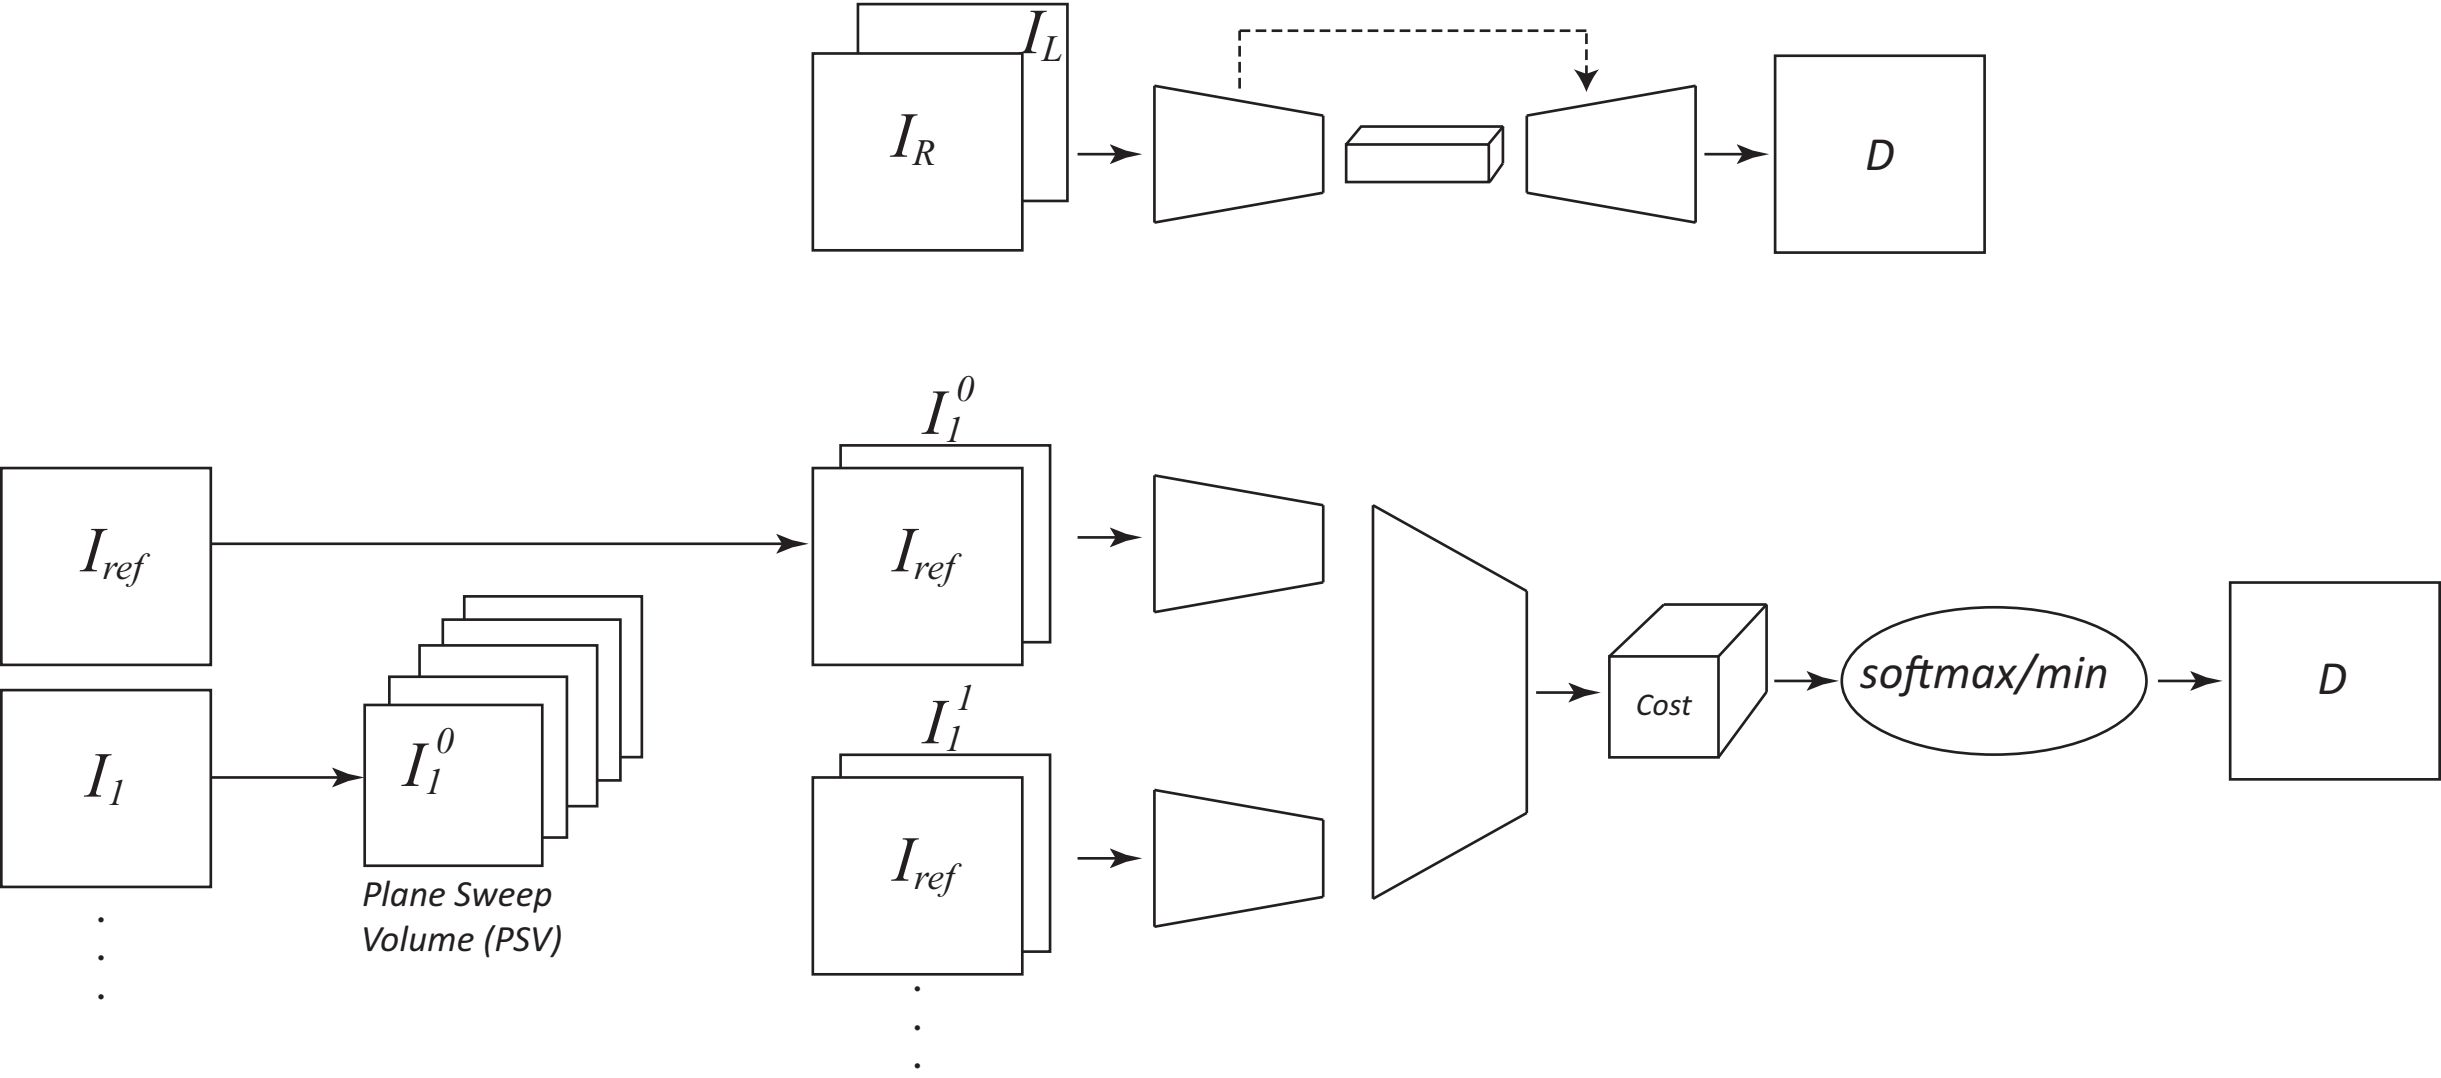 I_L
I_R
D
I_1^0
I_ref
I_ref
I_1^1
I_1
I_1^0
I_ref
Cost
softmax/min
D
Plane Sweep
Volume (PSV)